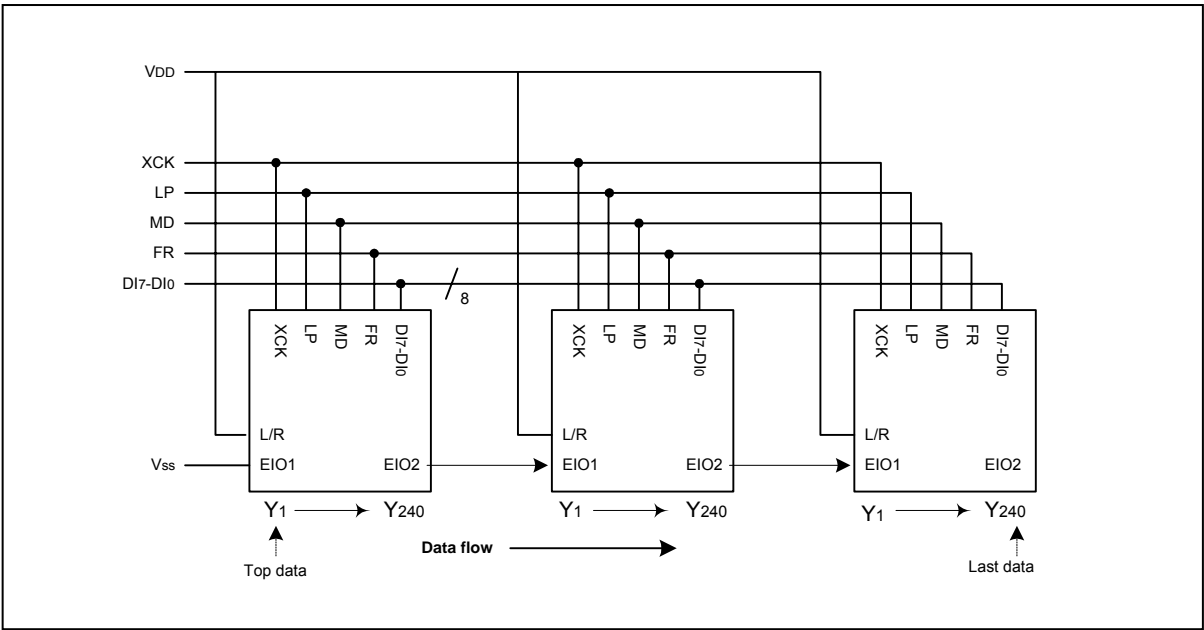 VDD
XCK
LP
MD
FR
DI7-DI0
8
XCK LP MD FR DI7-DI0
XCK LP MD FR DI7-DI0
XCK LP MD FR DI7-DI0
L/R
L/R
L/R
Vss
EIO1 EIO2
EIO1 EIO2
EIO1 EIO2
Y1 Y240
Y1 Y240
Y1 Y240
Data flow
Top data
Last data